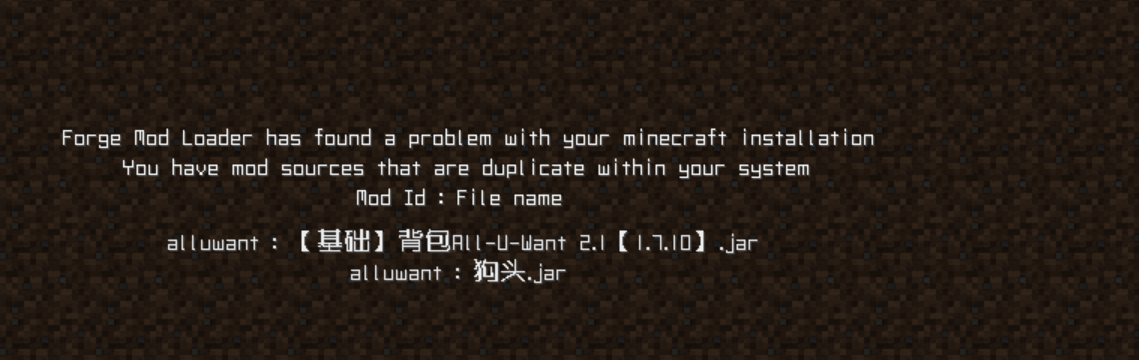 Forge Mod Loader has found a problem with your minecraft installation
You have mod sources that are duplicate within your system
Mod Id : File name
alluwant : 【基础】背包All-U-Want 2.1【1.7.10】.jar
alluwant : 狗头.jar